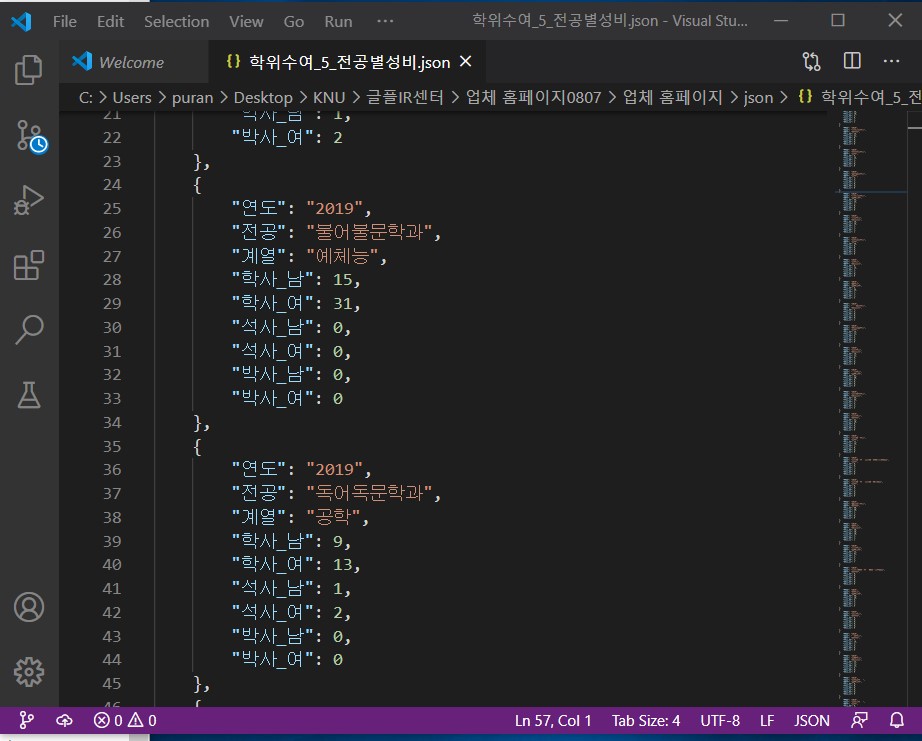 File Edit Selection View Go Run ··· 학위수여_5_전공별성비.json - Visual Stu...
Welcome {} 학위수여_5_전공별성비.json
C: > Users > puran > Desktop > KNU > 글플IR센터 > 업체 홈페이지0807 > 업체 홈페이지 > json > {} 학위수여_5_전
21 "박사_남": 1,
22 "박사_여": 2
23 },
24 {
25 "연도": "2019",
26 "전공": "불어불문학과",
27 "계열": "예체능",
28 "학사_남": 15,
29 "학사_여": 31,
30 "석사_남": 0,
31 "석사_여": 0,
32 "박사_남": 0,
33 "박사_여": 0
34 },
35 {
36 "연도": "2019",
37 "전공": "독어독문학과",
38 "계열": "공학",
39 "학사_남": 9,
40 "학사_여": 13,
41 "석사_남": 1,
42 "석사_여": 2,
43 "박사_남": 0,
44 "박사_여": 0
45 },
46 {
0 0 Ln 57, Col 1 Tab Size: 4 UTF-8 LF JSON